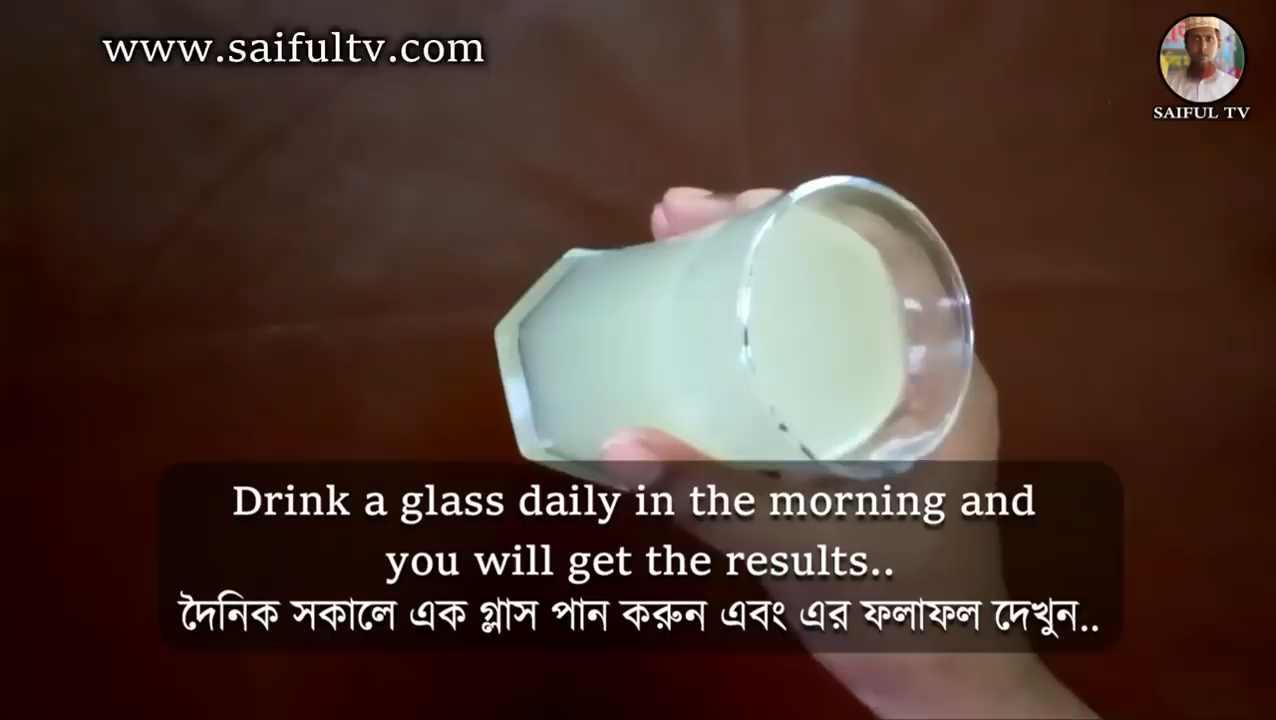 www.saifultv.com
SAIFUL TV
Drink a glass daily in the morning and
you will get the results..
দৈনিক সকালে এক গ্লাস পান করুন এবং এর ফলাফল দেখুন..